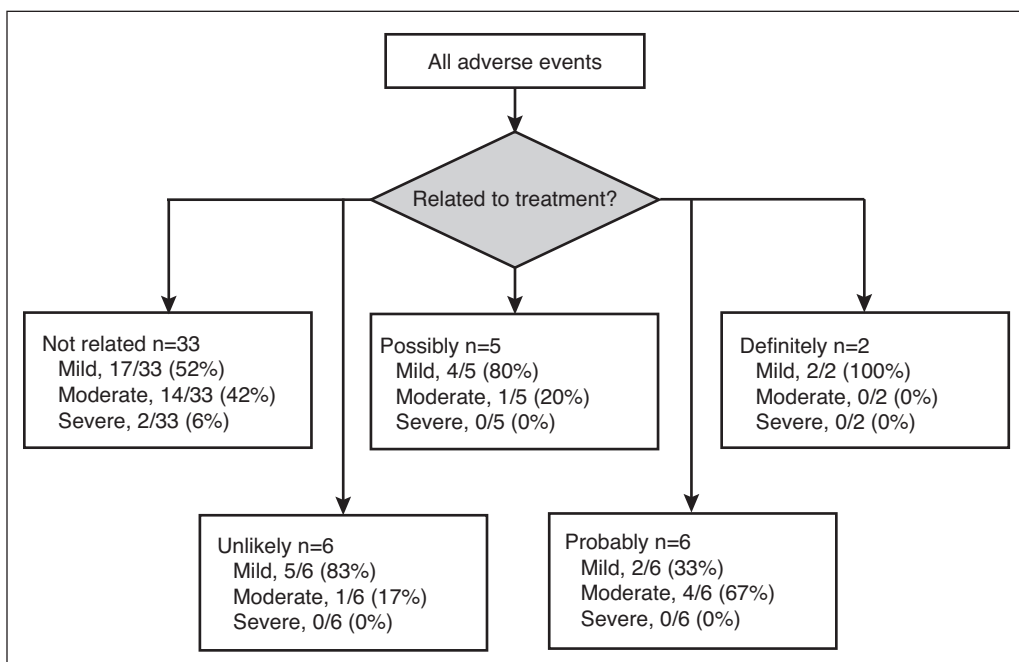 All adverse events
Related to treatment?
Not related n=33
Mild, 17/33 (52%)
Moderate, 14/33 (42%)
Severe, 2/33 (6%)
Possibly n=5
Mild, 4/5 (80%)
Moderate, 1/5 (20%)
Severe, 0/5 (0%)
Definitely n=2
Mild, 2/2 (100%)
Moderate, 0/2 (0%)
Severe, 0/2 (0%)
Unlikely n=6
Mild, 5/6 (83%)
Moderate, 1/6 (17%)
Severe, 0/6 (0%)
Probably n=6
Mild, 2/6 (33%)
Moderate, 4/6 (67%)
Severe, 0/6 (0%)